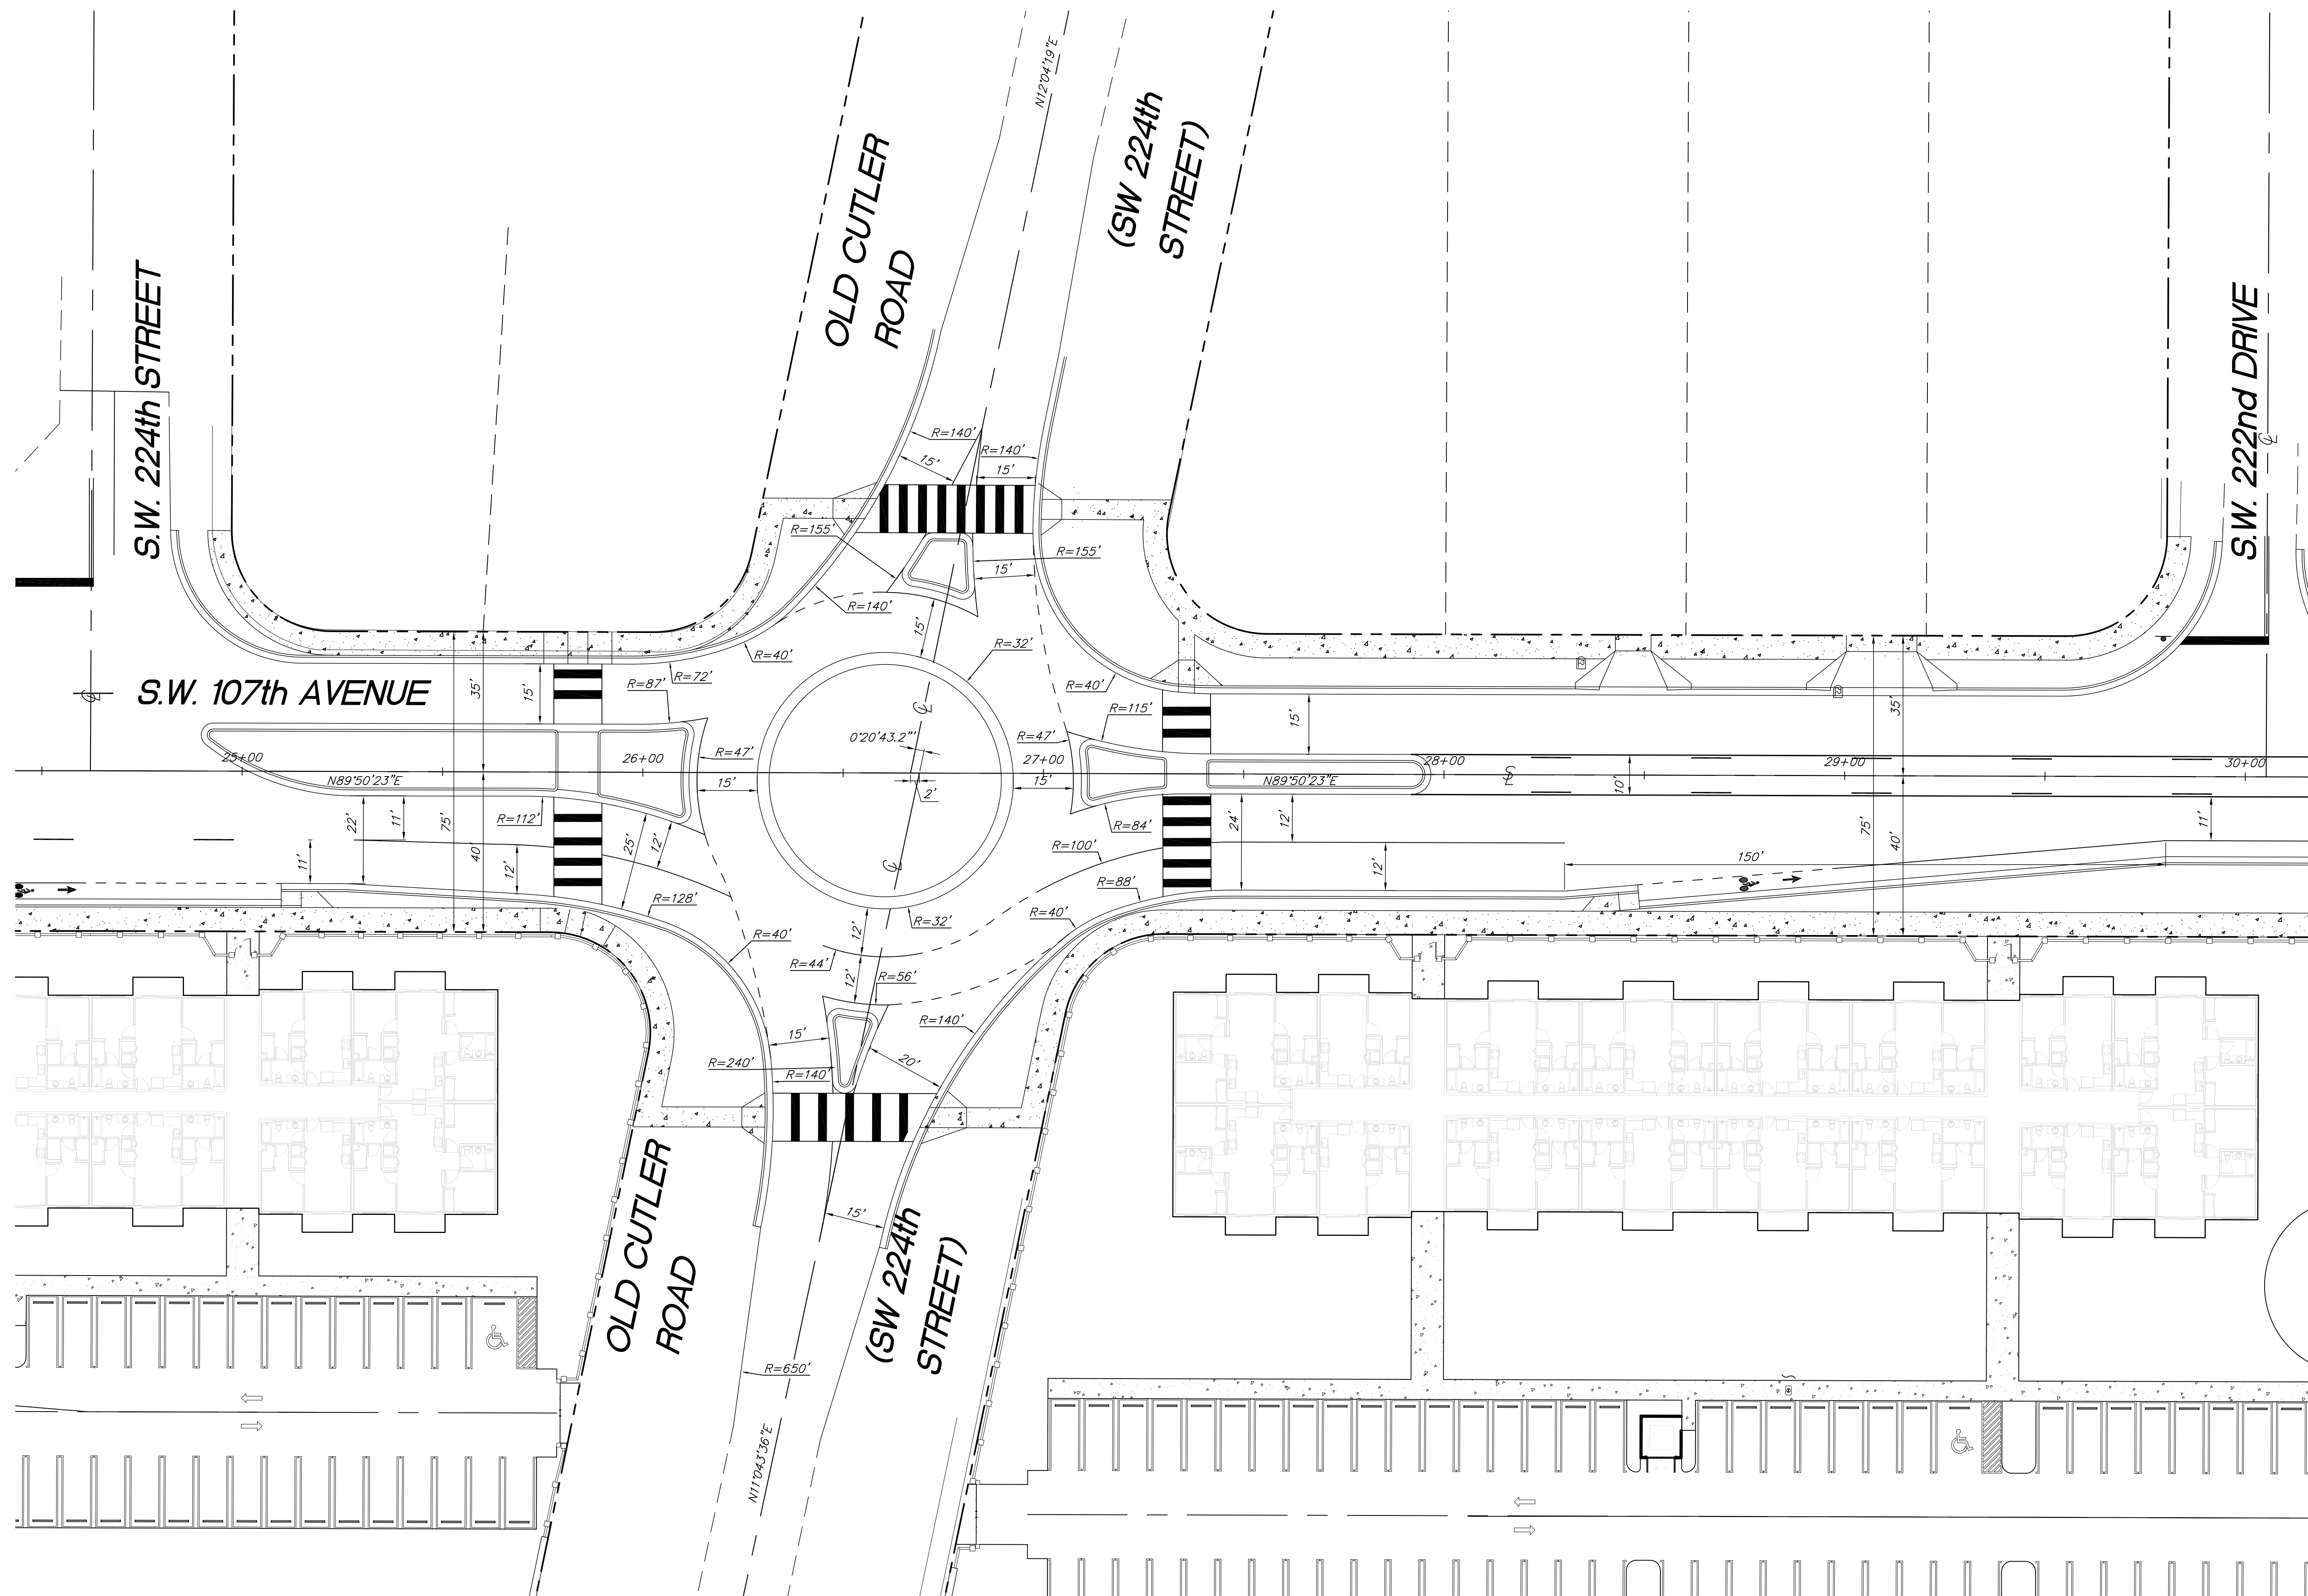 N12°04'19"E
OLD CUTLER
ROAD
(SW 224th
STREET)
S.W. 224th STREET
S.W. 222nd DRIVE
R=140'
R=140'
15'
15'
R=155'
R=155'
15'
R=140'
15'
R=40'
R=32'
R=72'
R=87'
R=40'
S.W. 107th AVENUE
35'
15'
R=115'
15'
35'
R=47'
R=47'
0°20'43.2"'
25+00
26+00
27+00
28+00
29+00
30+00
N89°50'23"E
N89°50'23"E
15'
15'
2'
10'
22'
11'
75'
40'
R=112'
25'
12'
R=84'
24'
12'
75'
40'
11'
11'
12'
R=100'
12'
150'
R=128'
R=88'
R=40'
R=32'
R=40'
12'
R=44'
12'
R=56'
R=140'
15'
20'
R=240'
R=140'
OLD CUTLER
ROAD
15'
(SW 224th
STREET)
R=650'
N11°043'36"E